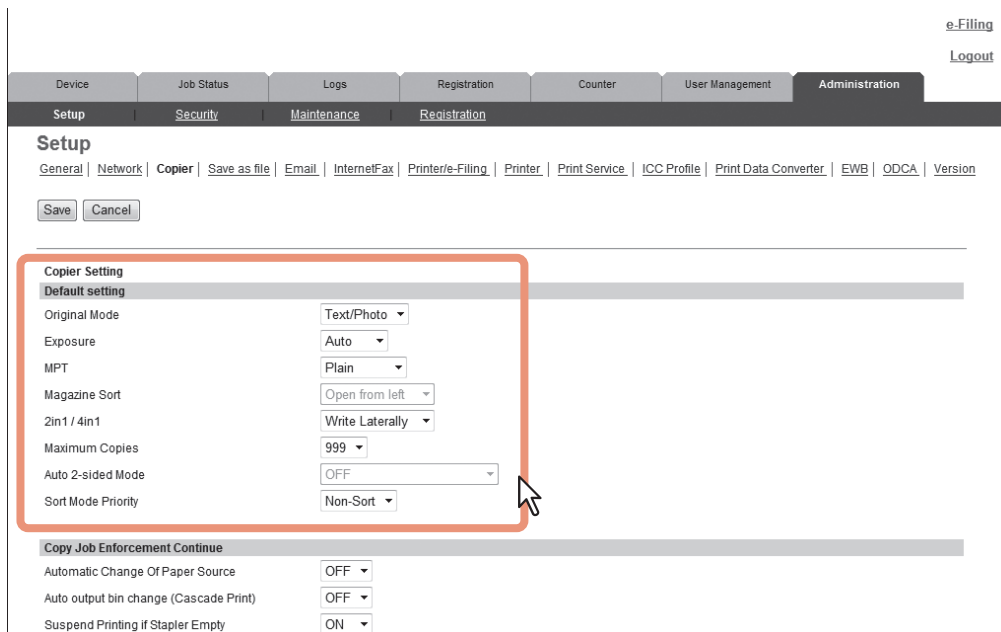 e-Filing
Logout
Device Job Status Logs Registration Counter User Management Administration
Setup | Security | Maintenance | Registration
Setup
General | Network | Copier | Save as file | Email | InternetFax | Printer/e-Filing | Printer | Print Service | ICC Profile | Print Data Converter | EWB | ODCA | Version
Save Cancel
Copier Setting
Default setting
Original Mode Text/Photo
Exposure Auto
MPT Plain
Magazine Sort Open from left
2in1 / 4in1 Write Laterally
Maximum Copies 999
Auto 2-sided Mode OFF
Sort Mode Priority Non-Sort
Copy Job Enforcement Continue
Automatic Change Of Paper Source OFF
Auto output bin change (Cascade Print) OFF
Suspend Printing if Stapler Empty ON